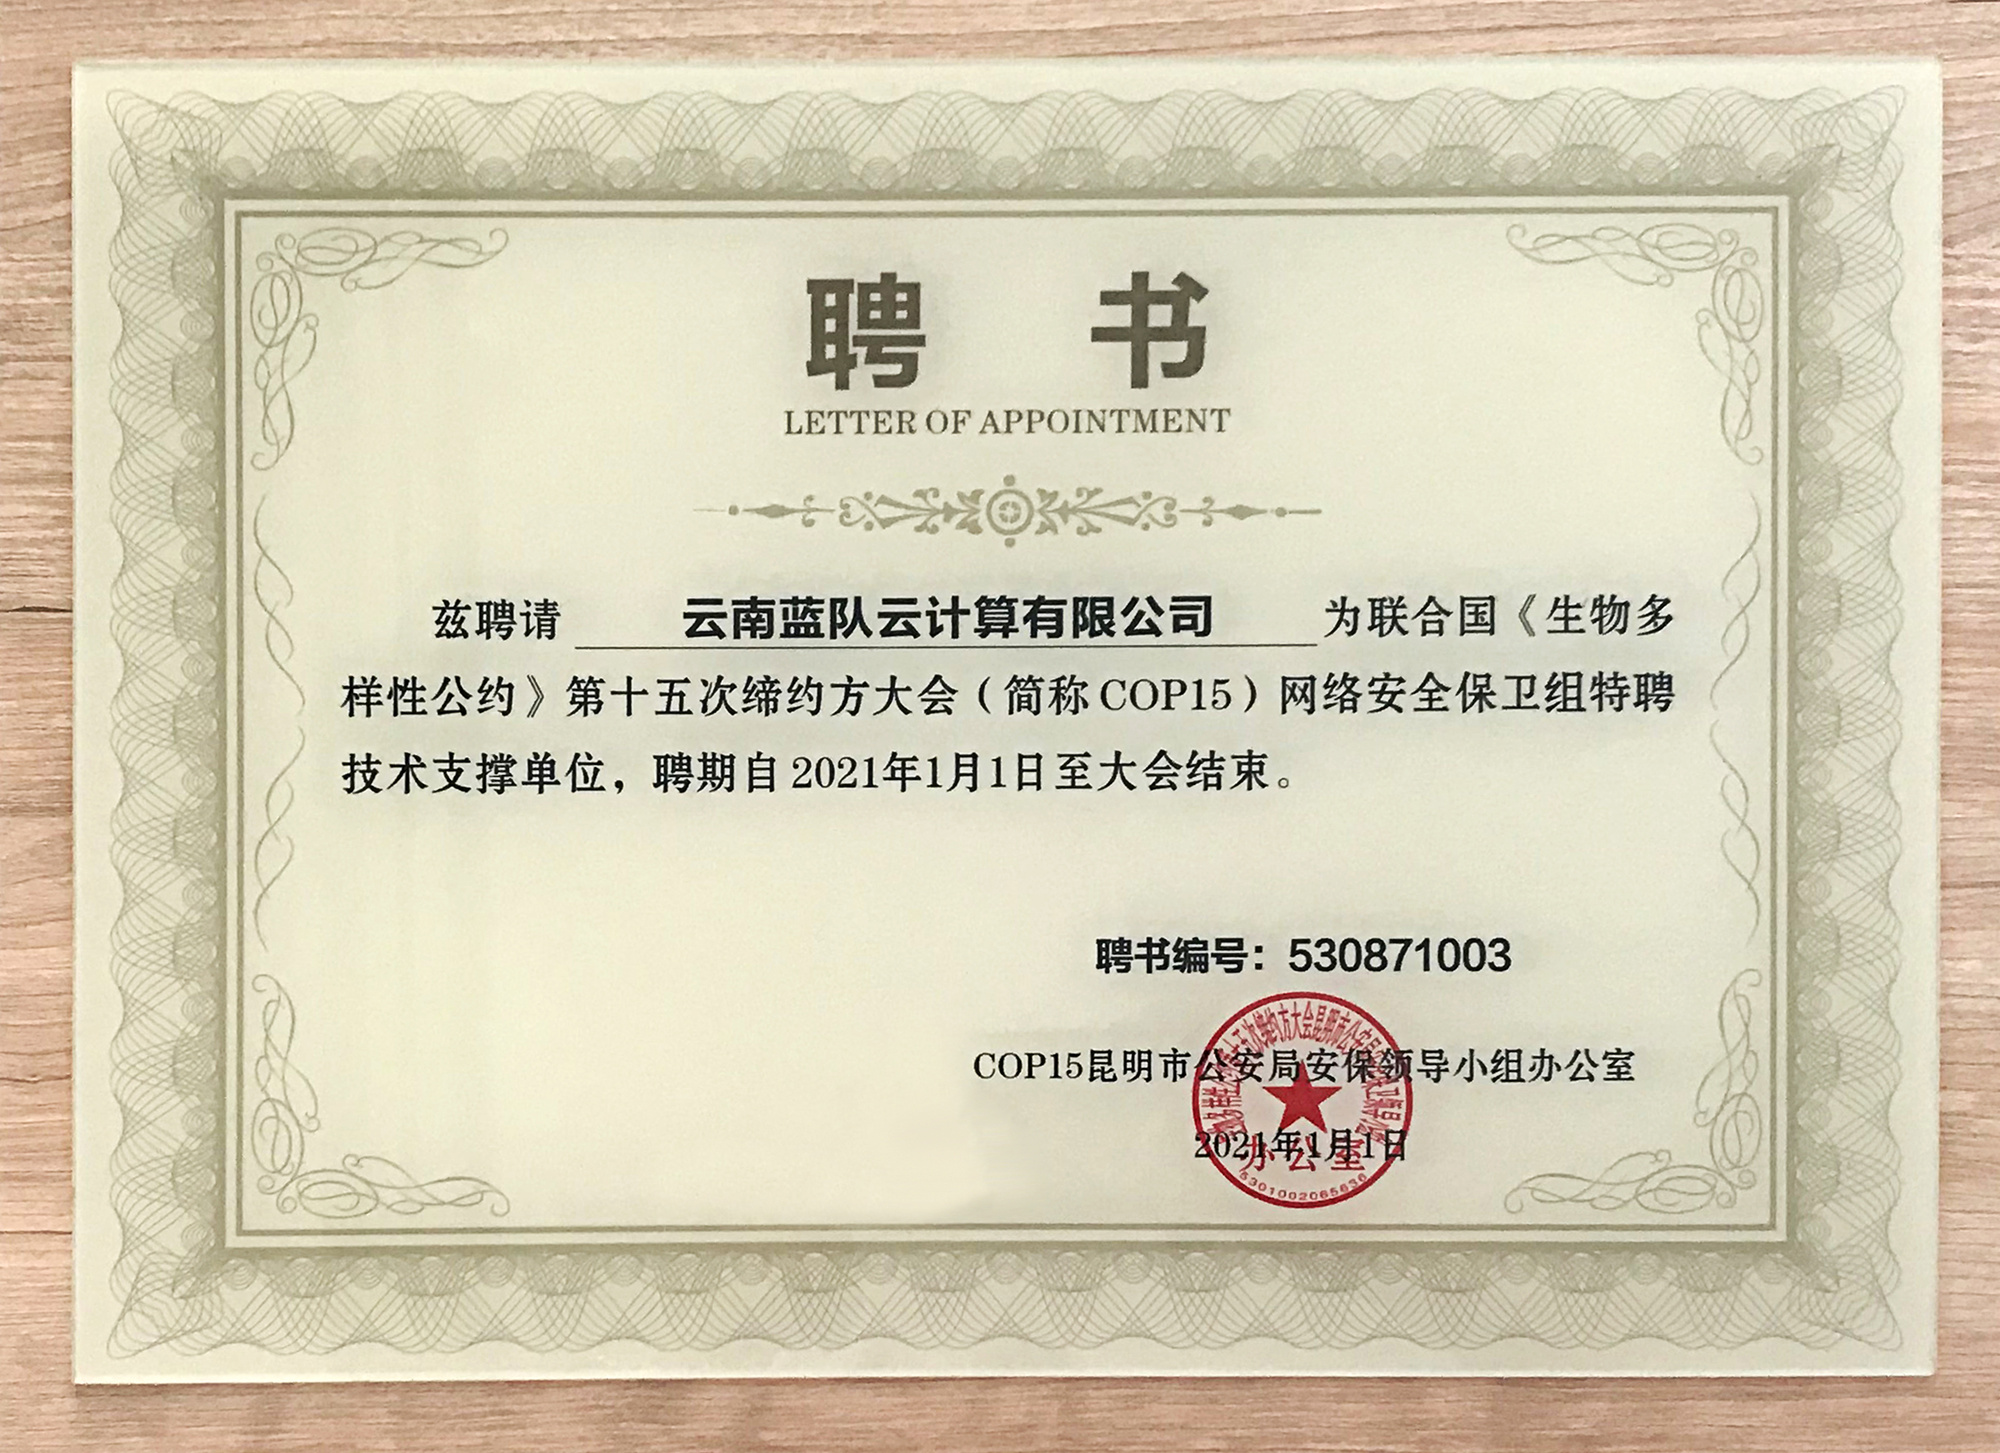 聘 书
LETTER OF APPOINTMENT
兹聘请 云南蓝队云计算有限公司 为联合国《生物多
样性公约》第十五次缔约方大会（简称COP15）网络安全保卫组特聘
技术支撑单位，聘期自2021年1月1日至大会结束。
聘书编号：530871003
COP15昆明市公安局安保领导小组办公室
2021年1月1日
办公室
5301002065636